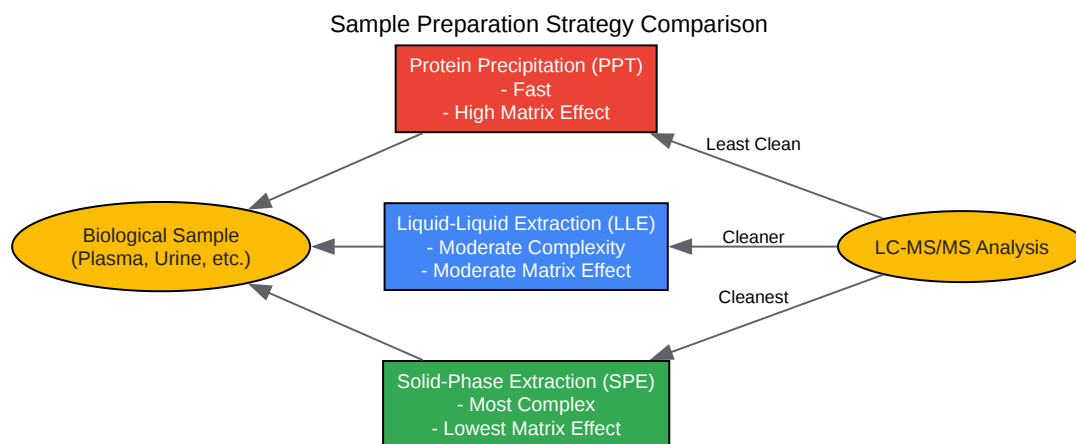 Sample Preparation Strategy Comparison
Protein Precipitation (PPT)
- Fast
- High Matrix Effect
Least Clean
Biological Sample
(Plasma, Urine, etc.)
Liquid-Liquid Extraction (LLE)
- Moderate Complexity
- Moderate Matrix Effect
Cleaner
LC-MS/MS Analysis
Cleanest
Solid-Phase Extraction (SPE)
- Most Complex
- Lowest Matrix Effect